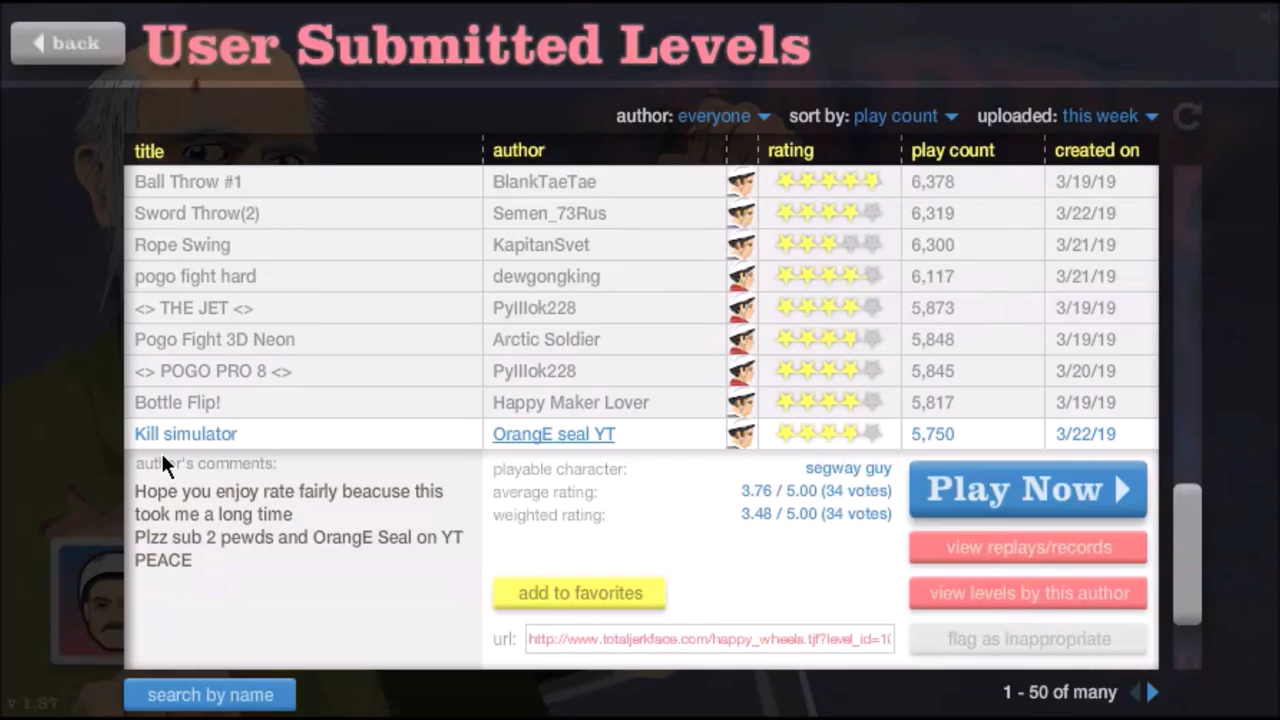 back
User Submitted Levels
author: everyone sort by: play count uploaded: this week
title author rating play count created on
Ball Throw #1 BlankTaeTae 6,378 3/19/19
Sword Throw(2) Semen_73Rus 6,319 3/22/19
Rope Swing KapitanSvet 6,300 3/21/19
pogo fight hard dewgongking 6,117 3/21/19
<> THE JET <> PyIIIok228 5,873 3/19/19
Pogo Fight 3D Neon Arctic Soldier 5,848 3/19/19
<> POGO PRO 8 <> PyIIIok228 5,845 3/20/19
Bottle Flip! Happy Maker Lover 5,817 3/19/19
Kill simulator OrangE seal YT 5,750 3/22/19
author's comments:
Hope you enjoy rate fairly beacuse this
took me a long time
Plzz sub 2 pewds and OrangE Seal on YT
PEACE
playable character: segway guy
average rating: 3.76 / 5.00 (34 votes)
weighted rating: 3.48 / 5.00 (34 votes)
add to favorites
url: http://www.totaljerkface.com/happy_wheels.tjf?level_id=1(
Play Now
view replays/records
view levels by this author
flag as inappropriate
search by name
1 - 50 of many
v 1.87